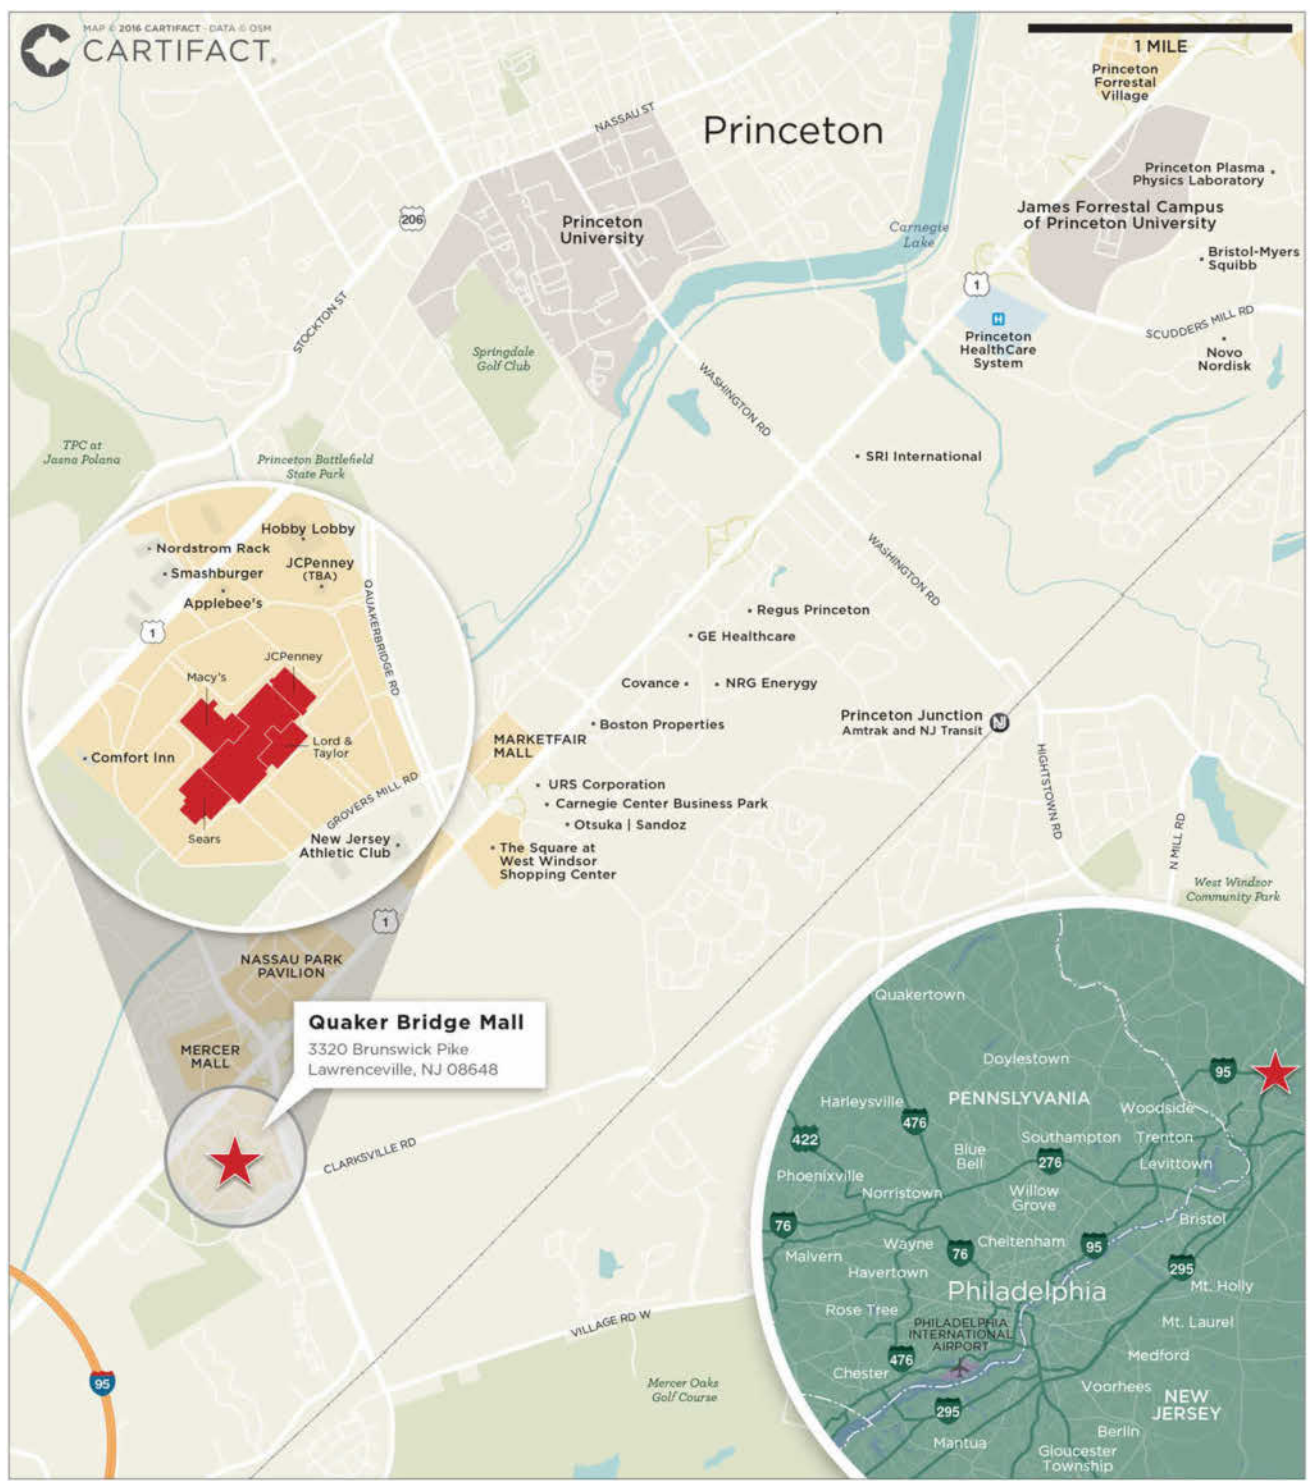 MAP © 2016 CARTIFACT - DATA © OSM
CARTIFACT®
1 MILE
Princeton
Forrestal
Village
NASSAU ST
Princeton
Princeton Plasma
Physics Laboratory
206
Princeton
University
James Forrestal Campus
of Princeton University
Carnegie
Lake
Bristol-Myers
Squibb
1
STOCKTON ST
SCUDDERS MILL RD
H
Princeton
HealthCare
System
Springdale
Golf Club
Novo
Nordisk
WASHINGTON RD
TPC at
Jasna Polana
Princeton Battlefield
State Park
SRI International
Hobby Lobby
Nordstrom Rack
JCPenney
(TBA)
Smashburger
Applebee's
1
QAUAKERBRIDGE RD
WASHINGTON RD
Regus Princeton
GE Healthcare
JCPenney
Macy's
Covance
NRG Enerygy
Lord &
Taylor
Comfort Inn
Boston Properties
Princeton Junction
Amtrak and NJ Transit
NJ
MARKETFAIR
MALL
GROVERS MILL RD
URS Corporation
Carnegie Center Business Park
Otsuka | Sandoz
HIGHTSTOWN RD
N MILL RD
Sears
New Jersey
Athletic Club
The Square at
West Windsor
Shopping Center
West Windsor
Community Park
1
NASSAU PARK
PAVILION
Quaker Bridge Mall
3320 Brunswick Pike
Lawrenceville, NJ 08648
MERCER
MALL
CLARKSVILLE RD
VILLAGE RD W
Mercer Oaks
Golf Course
95
Quakertown
Doylestown
95
PENNSLYVANIA
Harleysville
476
Woodside
422
Southampton
Trenton
Blue
Bell
276
Levittown
Phoenixville
Norristown
Willow
Grove
76
Bristol
Wayne
76
Cheltenham
95
Malvern
Havertown
295
Mt. Holly
Philadelphia
Rose Tree
PHILADELPHIA
INTERNATIONAL
AIRPORT
Mt. Laurel
476
Medford
Chester
Voorhees
NEW
JERSEY
295
Berlin
Mantua
Gloucester
Township